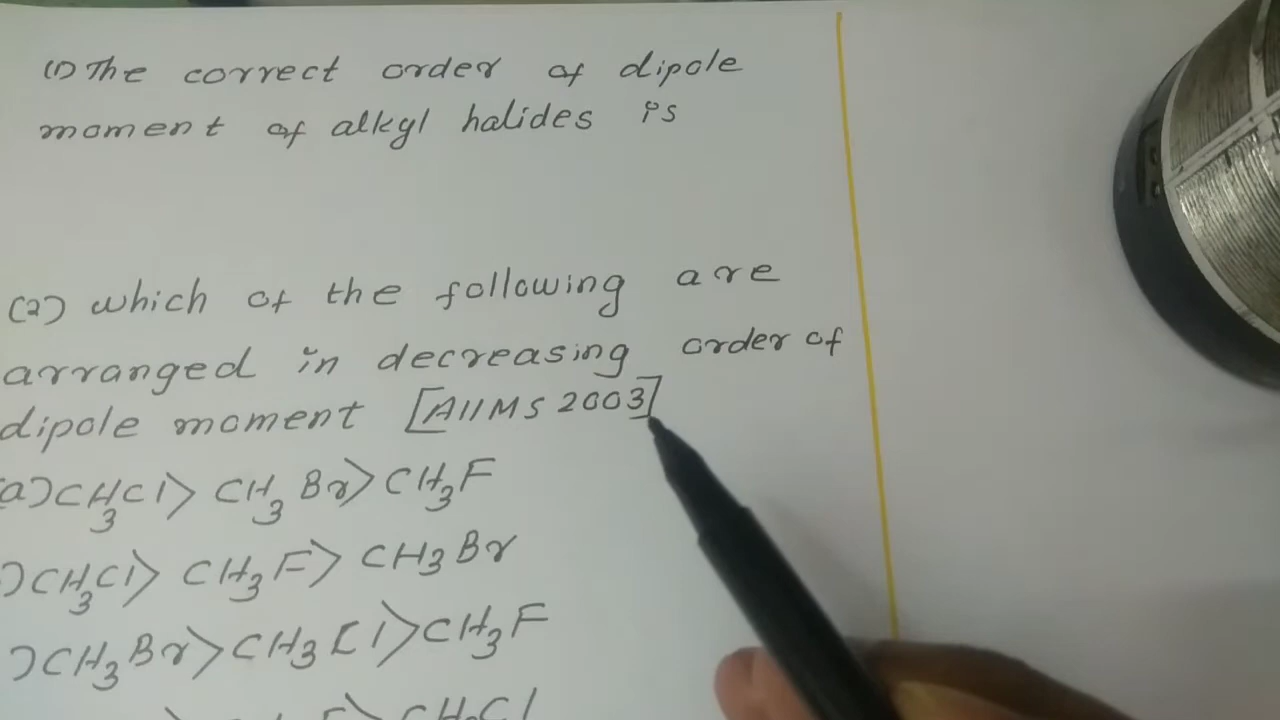 (1) The correct order of dipole
moment of alkyl halides is
(2) which of the following are
arranged in decreasing order of
dipole moment [AIIMS 2003]
a) CH3Cl > CH3Br > CH3F
) CH3Cl > CH3F > CH3Br
) CH3Br > CH3Cl > CH3F
F > CH3Cl